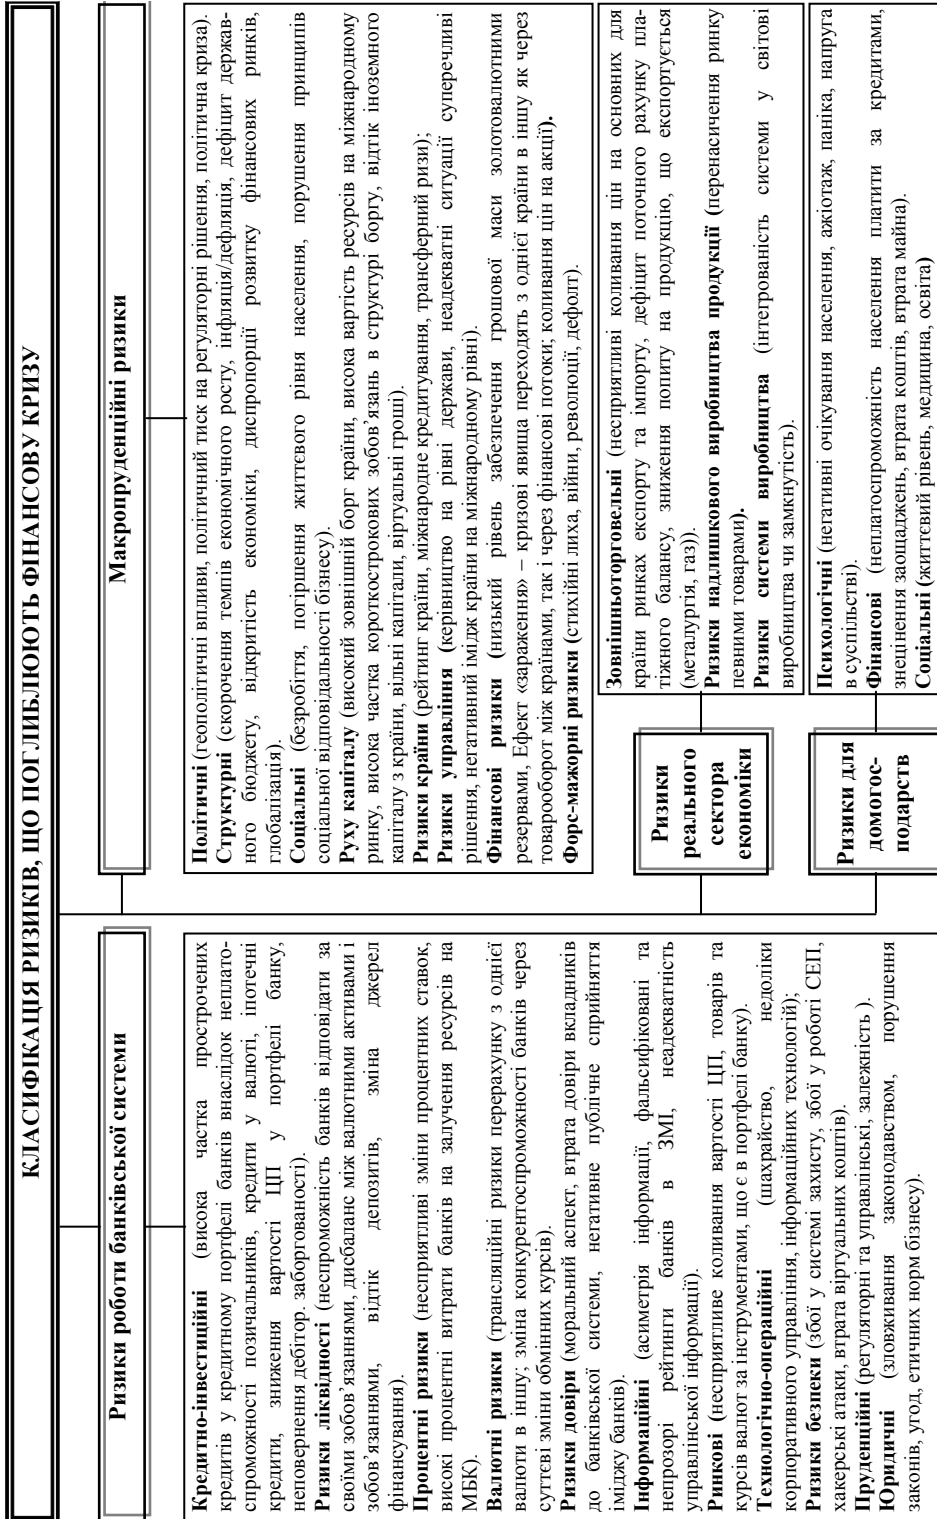 КЛАСИФІКАЦІЯ РИЗИКІВ, ЩО ПОГЛИБЛЮЮТЬ ФІНАНСОВУ КРИЗУ
Ризики роботи банківської системи
Кредитно-інвестиційні (висока частка прострочених
кредитів у кредитному портфелі банків внаслідок неплато-
спроможності позичальників, кредити у валюті, іпотечні
кредити, зниження вартості ЦП у портфелі банку,
неповернення дебітор. заборгованості).
Ризики ліквідності (неспроможність банків відповідати за
своїми зобов'язаннями, дисбаланс між валютними активами і
зобов'язаннями, відтік депозитів, зміна джерел
фінансування).
Процентні ризики (несприятливі зміни процентних ставок,
високі процентні витрати банків на залучення ресурсів на
МБК).
Валютні ризики (трансляційні ризики перерахунку з однієї
валюти в іншу; зміна конкурентоспроможності банків через
суттєві зміни обмінних курсів).
Ризики довіри (моральний аспект, втрата довіри вкладників
до банківської системи, негативне публічне сприйняття
іміджу банків).
Інформаційні (асиметрія інформації, фальсифіковані та
непрозорі рейтинги банків в ЗМІ, неадекватність
управлінської інформації).
Ринкові (несприятливе коливання вартості ЦП, товарів та
курсів валют за інструментами, що є в портфелі банку).
Технологічно-операційні (шахрайство, недоліки
корпоративного управління, інформаційних технологій);
Ризики безпеки (збої у системі захисту, збої у роботі СЕП,
хакерські атаки, втрата віртуальних коштів).
Пруденційні (регуляторні та управлінські, залежність ).
Юридичні (зловживання законодавством, порушення
законів, угод, етичних норм бізнесу).
Макропруденційні ризики
Політичні (геополітичні впливи, політичний тиск на регуляторні рішення, політична криза).
Структурні (скорочення темпів економічного росту, інфляція/дефляція, дефіцит держав-
ного бюджету, відкритість економіки, диспропорції розвитку фінансових ринків,
глобалізація).
Соціальні (безробіття, погіршення життєвого рівня населення, порушення принципів
соціальної відповідальності бізнесу).
Руху капіталу (високий зовнішній борг країни, висока вартість ресурсів на міжнародному
ринку, висока частка короткострокових зобов'язань в структурі боргу, відтік іноземного
капіталу з країни, вільні капітали, віртуальні гроші).
Ризики країни (рейтинг країни, міжнародне кредитування, трансферний ризи);
Ризики управління (керівництво на рівні держави, неадекватні ситуації суперечливі
рішення, негативний імідж країни на міжнародному рівні).
Фінансові ризики (низький рівень забезпечення грошової маси золотовалютними
резервами, Ефект «зараження» – кризові явища переходять з однієї країни в іншу як через
товарооборот між країнами, так і через фінансові потоки; коливання цін на акції).
Форс-мажорні ризики (стихійні лиха, війни, революції, дефолт).
Ризики
реального
сектора
економіки
Зовнішньоторговельні (несприятливі коливання цін на основних для
країни ринках експорту та імпорту, дефіцит поточного рахунку пла-
тіжного балансу, зниження попиту на продукцію, що експортується
(металургія, газ)).
Ризики надлишкового виробництва продукції (перенасичення ринку
певними товарами).
Ризики системи виробництва (інтегрованість системи у світові
виробництва чи замкнутість).
Ризики для
домогос-
подарств
Психологічні (негативні очікування населення, ажіотаж, паніка, напруга
в суспільстві).
Фінансові (неплатоспроможність населення платити за кредитами,
знецінення заощаджень, втрата коштів, втрата майна).
Соціальні (життєвий рівень, медицина, освіта)